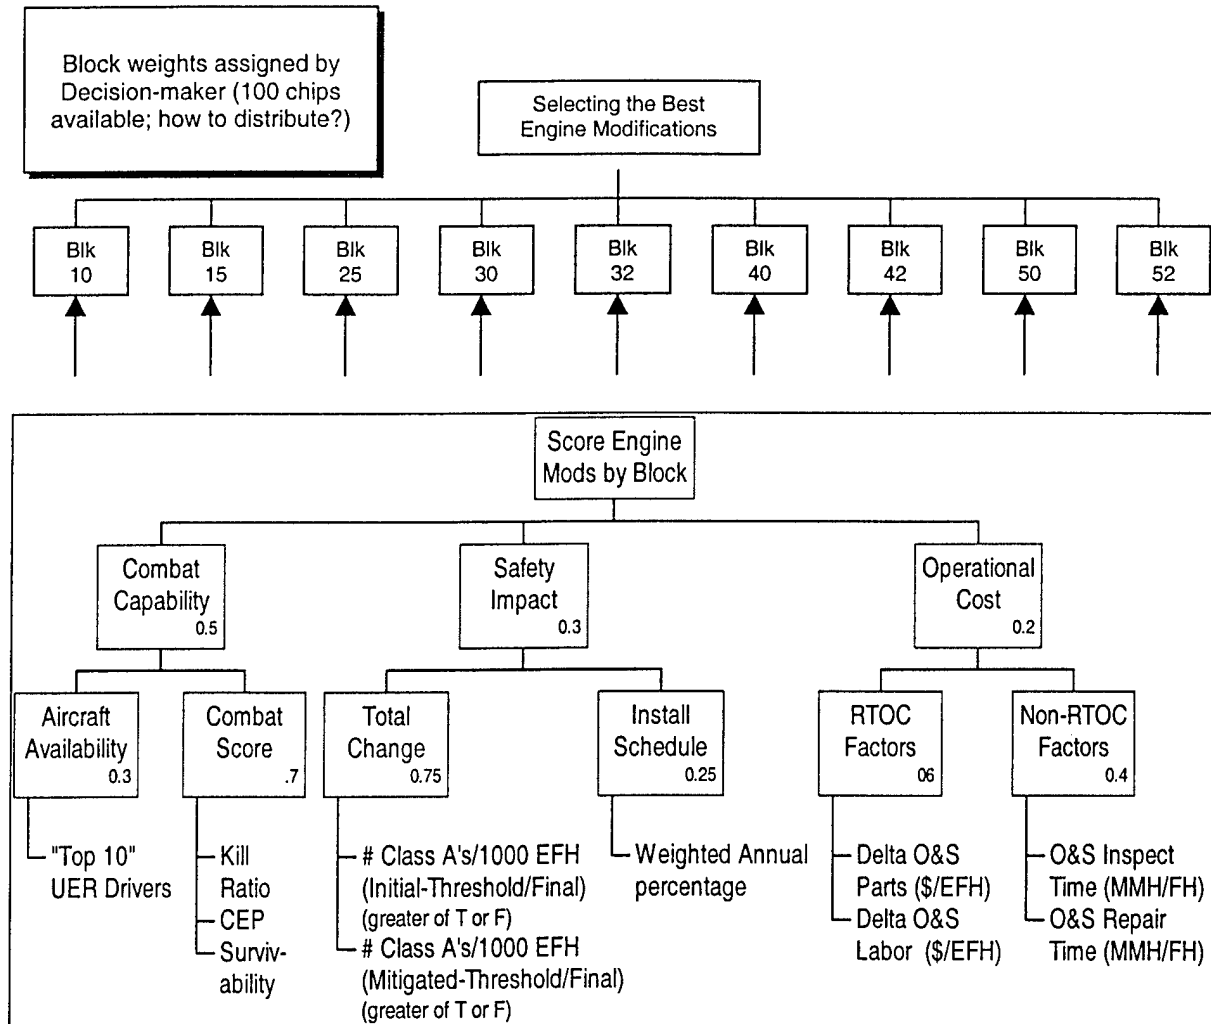 Block weights assigned by
Decision-maker (100 chips
available; how to distribute?)
Selecting the Best
Engine Modifications
Blk
10
Blk
15
Blk
25
Blk
30
Blk
32
Blk
40
Blk
42
Blk
50
Blk
52
Score Engine
Mods by Block
Combat
Capability
0.5
Safety
Impact
0.3
Operational
Cost
0.2
Aircraft
Availability
0.3
Combat
Score
.7
Total
Change
0.75
Install
Schedule
0.25
RTOC
Factors
06
Non-RTOC
Factors
0.4
"Top 10"
UER Drivers
Kill
Ratio
CEP
Surviv-
ability
# Class A's/1000 EFH
(Initial-Threshold/Final)
(greater of T or F)
# Class A's/1000 EFH
(Mitigated-Threshold/Final)
(greater of T or F)
Weighted Annual
percentage
Delta O&S
Parts ($/EFH)
Delta O&S
Labor ($/EFH)
O&S Inspect
Time (MMH/FH)
O&S Repair
Time (MMH/FH)